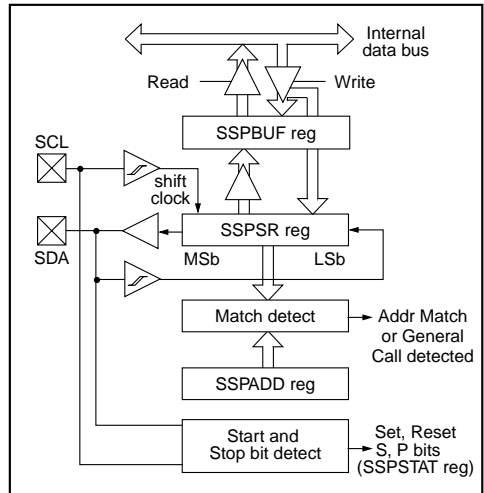 Internal
data bus
Read
Write
SSPBUF reg
SCL
shift
clock
SDA
SSPSR reg
MSb
LSb
Match detect
Addr Match
or General
Call detected
SSPADD reg
Start and
Stop bit detect
Set, Reset
S, P bits
(SSPSTAT reg)